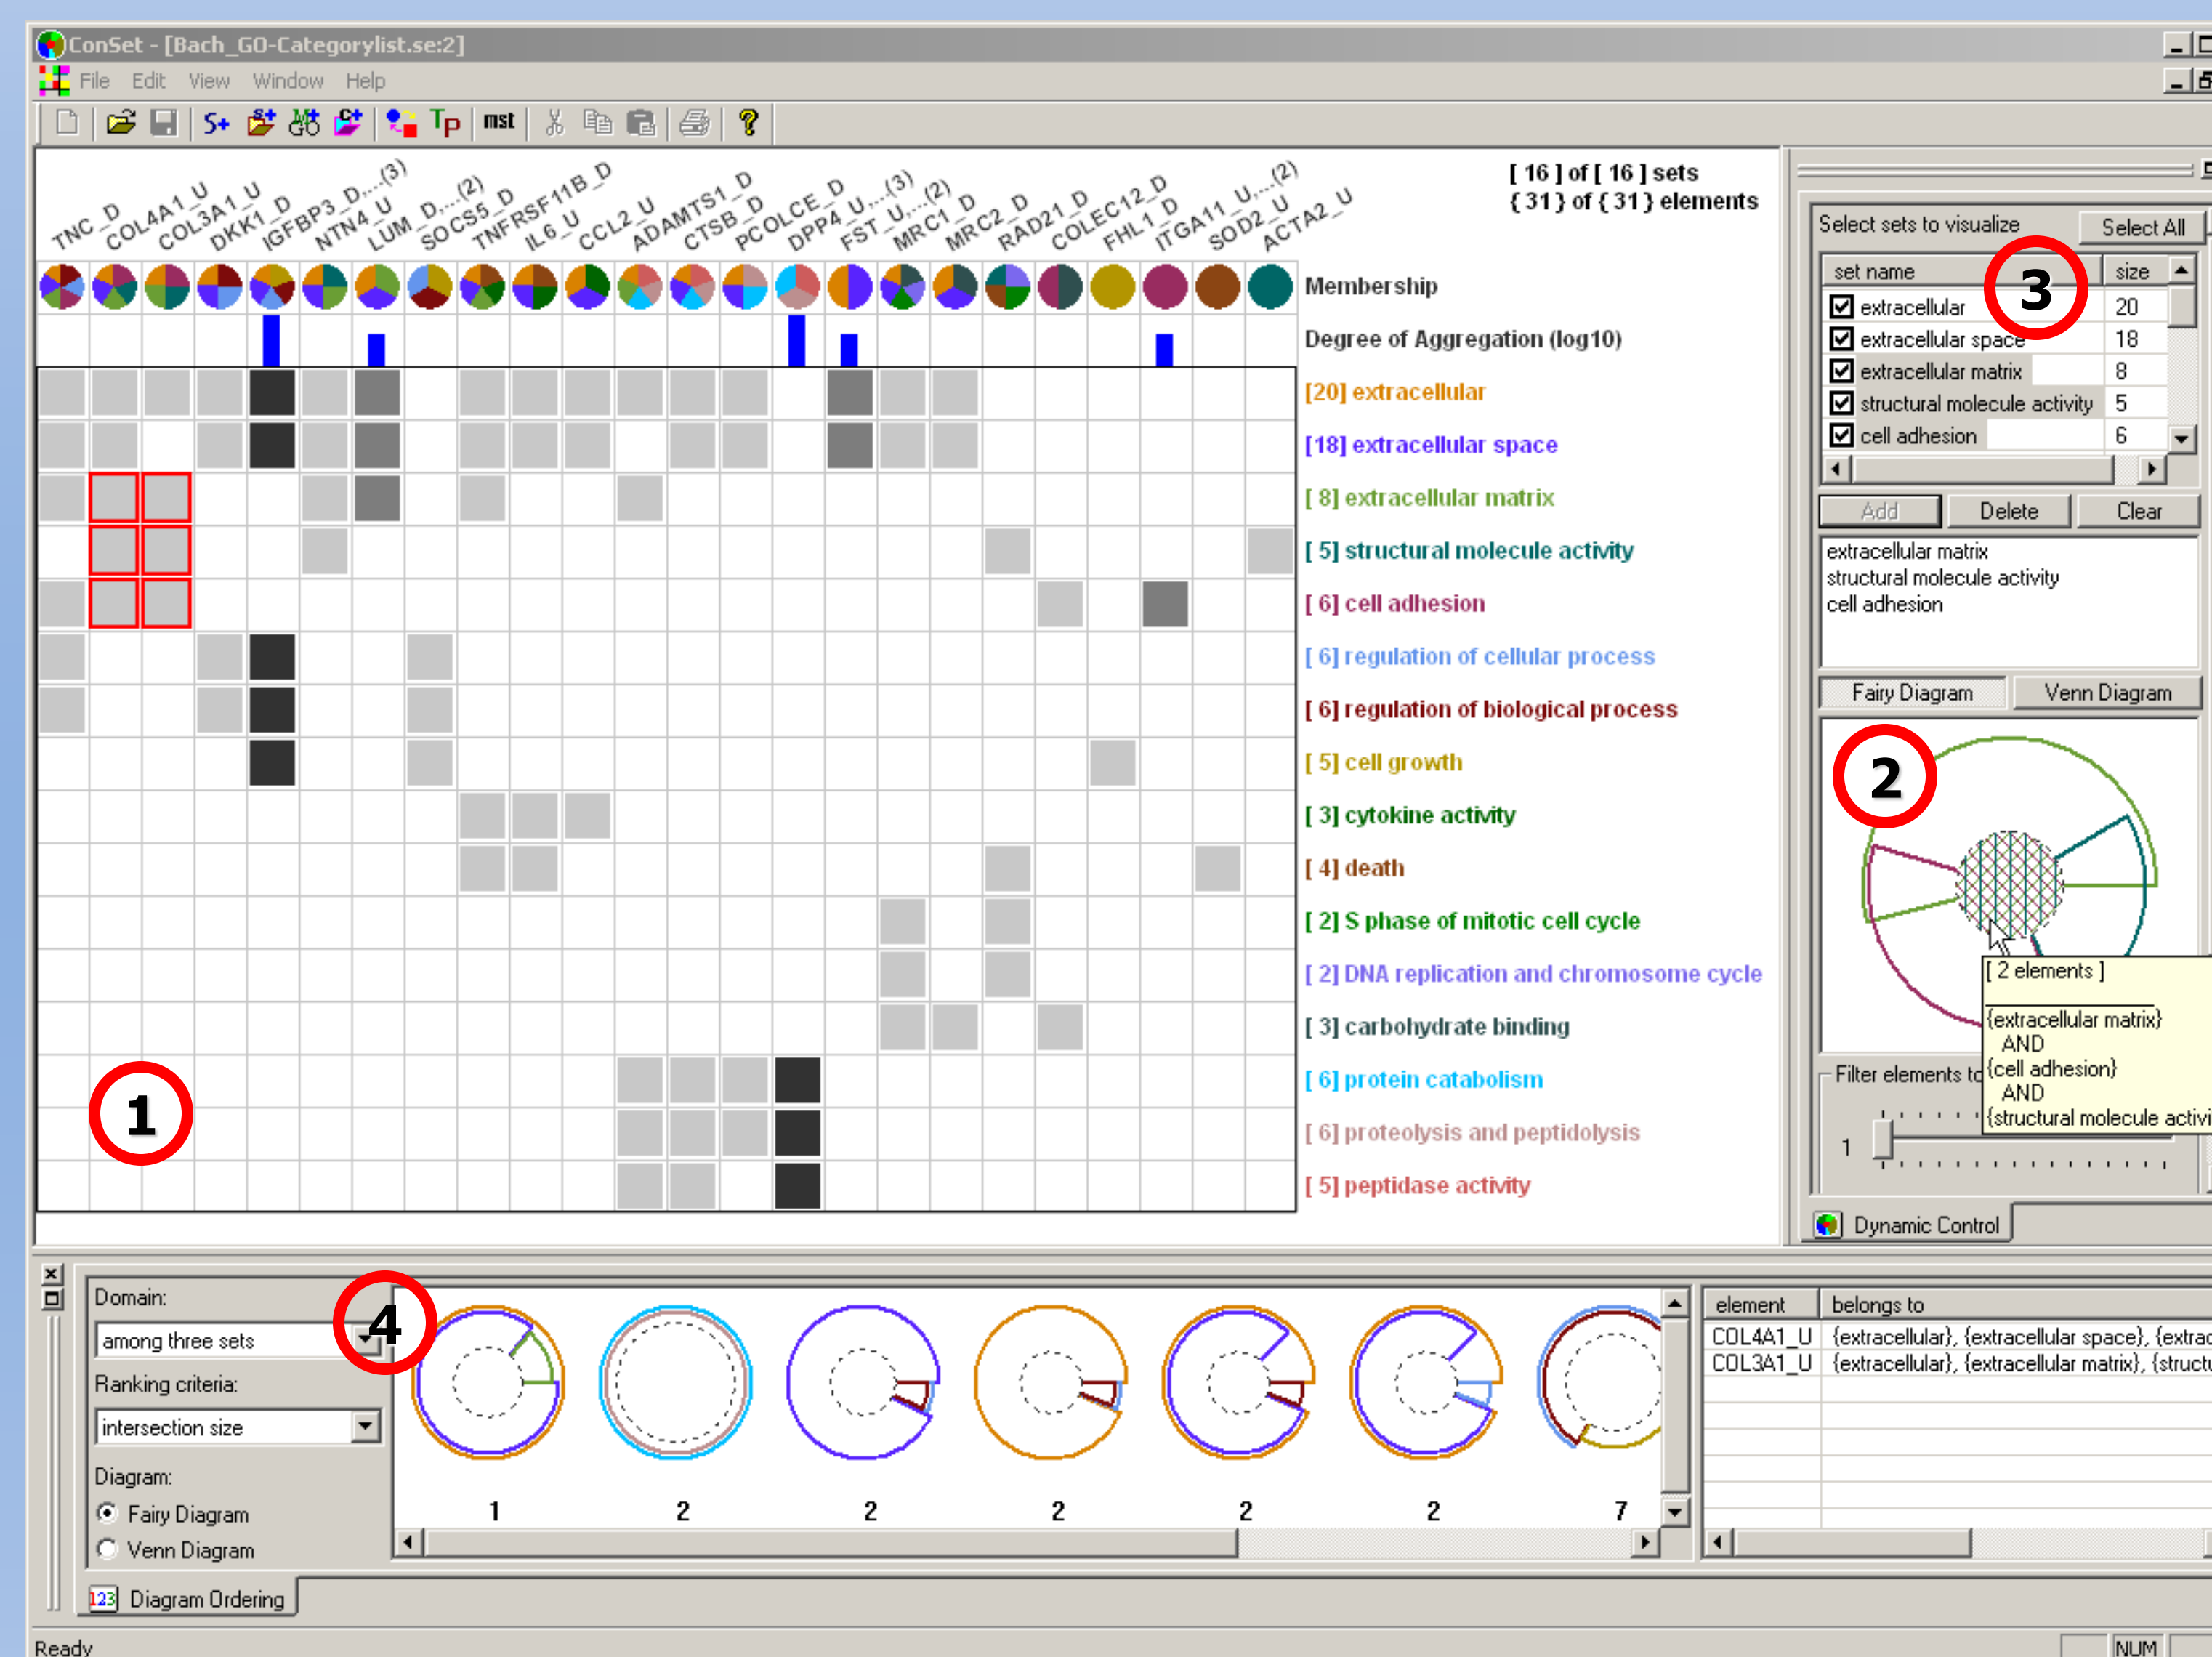 ConSet - [Bach_GO-Categorylist.se:2]
File Edit View Window Help
S+ S+ M+ GO C+ Tp mst ?
TNC_D
COL4A1_U
COL3A1_U
DKK1_D
IGFBP3_D,...(3)
NTN4_U
LUM_D,...(2)
SOCS5_D
TNFRSF11B_D
IL6_U
CCL2_U
ADAMTS1_D
CTSB_D
PCOLCE_D
DPP4_U,...(3)
FST_U,...(2)
MRC1_D
MRC2_D
RAD21_D
COLEC12_D
FHL1_D
ITGA11_U,...(2)
SOD2_U
ACTA2_U
[ 16 ] of [ 16 ] sets
{ 31 } of { 31 } elements
Membership
Degree of Aggregation (log10)
[20] extracellular
[18] extracellular space
[ 8] extracellular matrix
[ 5] structural molecule activity
[ 6] cell adhesion
[ 6] regulation of cellular process
[ 6] regulation of biological process
[ 5] cell growth
[ 3] cytokine activity
[ 4] death
[ 2] S phase of mitotic cell cycle
[ 2] DNA replication and chromosome cycle
[ 3] carbohydrate binding
[ 6] protein catabolism
[ 6] proteolysis and peptidolysis
[ 5] peptidase activity
1
Select sets to visualize Select All
set name size
3
extracellular 20
extracellular space 18
extracellular matrix 8
structural molecule activity 5
cell adhesion 6
Add Delete Clear
extracellular matrix
structural molecule activity
cell adhesion
Fairy Diagram Venn Diagram
2
[ 2 elements ]
{extracellular matrix}
AND
{cell adhesion}
AND
{structural molecule activi
Filter elements to
1
Dynamic Control
Domain:
among three sets
4
Ranking criteria:
intersection size
Diagram:
Fairy Diagram
Venn Diagram
1 2 2 2 2 2 7
element belongs to
COL4A1_U {extracellular}, {extracellular space}, {extrac
COL3A1_U {extracellular}, {extracellular matrix}, {struct
123 Diagram Ordering
Ready NUM